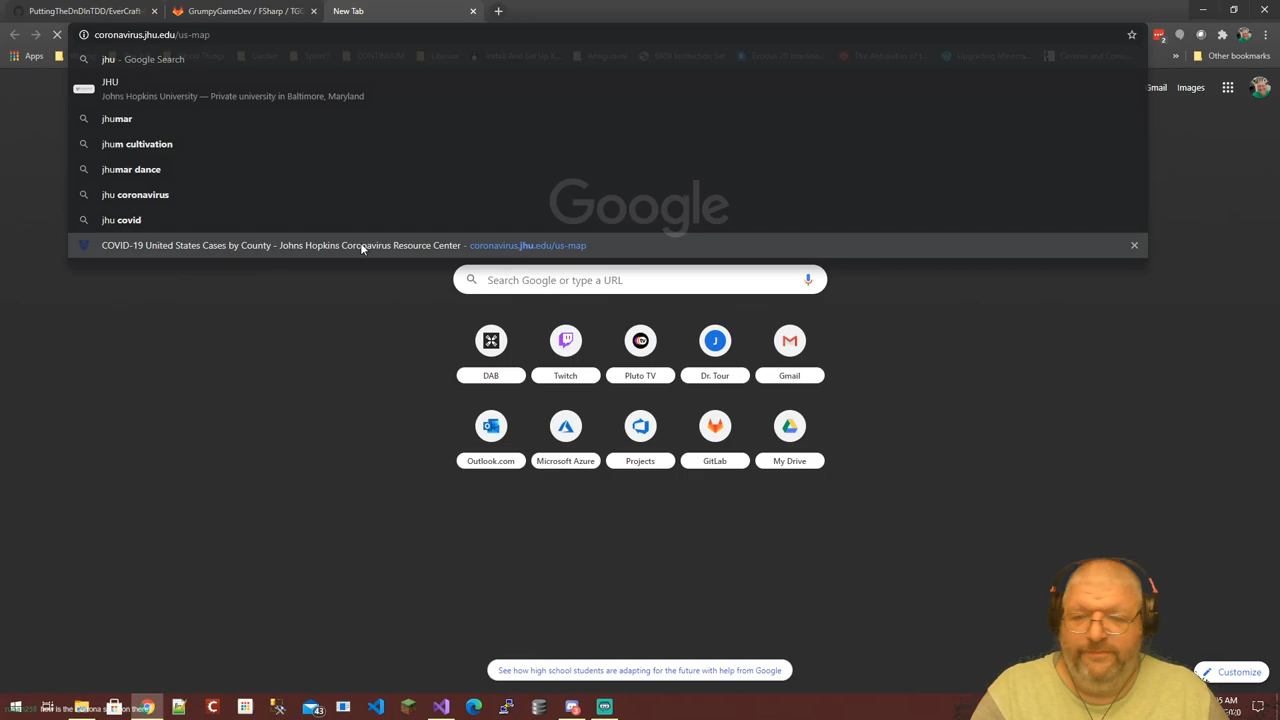 PuttingTheDnDInTDD/EverCraft-
GrumpyGameDev / FSharp / TGG
New Tab
coronavirus.jhu.edu/us-map
Apps
jhu - Google Search
Other bookmarks
JHU
Johns Hopkins University — Private university in Baltimore, Maryland
Gmail Images
jhumar
jhum cultivation
jhumar dance
jhu coronavirus
jhu covid
Google
COVID-19 United States Cases by County - Johns Hopkins Coronavirus Resource Center - coronavirus.jhu.edu/us-map
Search Google or type a URL
DAB
Twitch
Pluto TV
Dr. Tour
Gmail
Outlook.com
Microsoft Azure
Projects
GitLab
My Drive
See how high school students are adapting for the future with help from Google
Customize